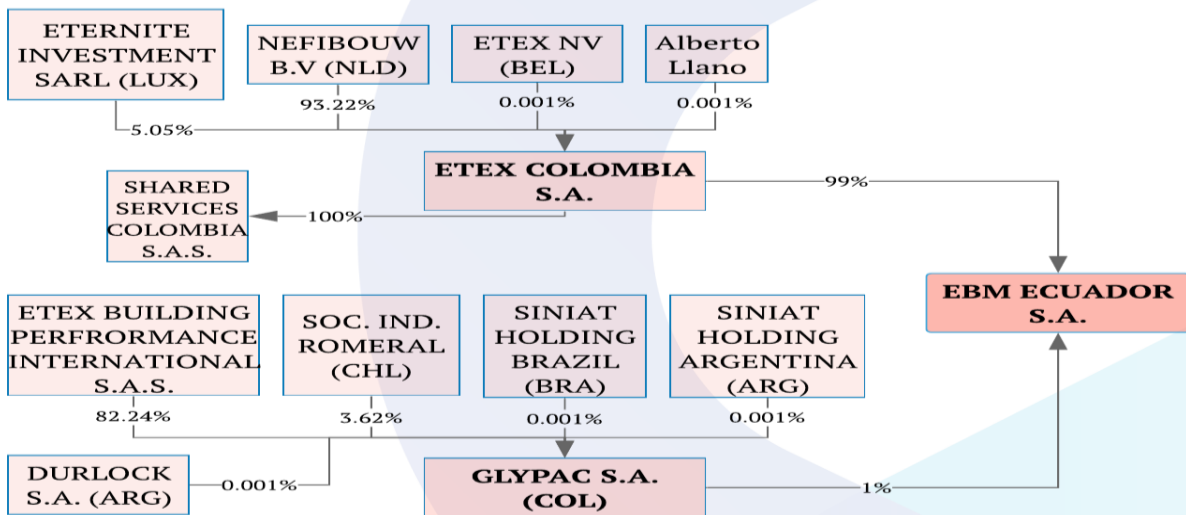 ETERNITE
INVESTMENT
SARL (LUX)
NEFIBOUW
B.V (NLD)
ETEX NV
(BEL)
Alberto
Llano
5.05%
93.22%
0.001%
0.001%
ETEX COLOMBIA
S.A.
99%
SHARED
SERVICES
COLOMBIA
S.A.S.
100%
EBM ECUADOR
S.A.
ETEX BUILDING
PERFRORMANCE
INTERNATIONAL
S.A.S.
SOC. IND.
ROMERAL
(CHL)
SINIAT
HOLDING
BRAZIL
(BRA)
SINIAT
HOLDING
ARGENTINA
(ARG)
82.24%
3.62%
0.001%
0.001%
DURLOCK
S.A. (ARG)
0.001%
GLYPAC S.A.
(COL)
1%